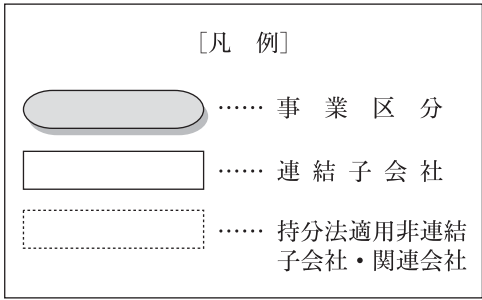 ［凡　例］
……事　業　区　分
……連　結　子　会　社
……持分法適用非連結
子会社・関連会社